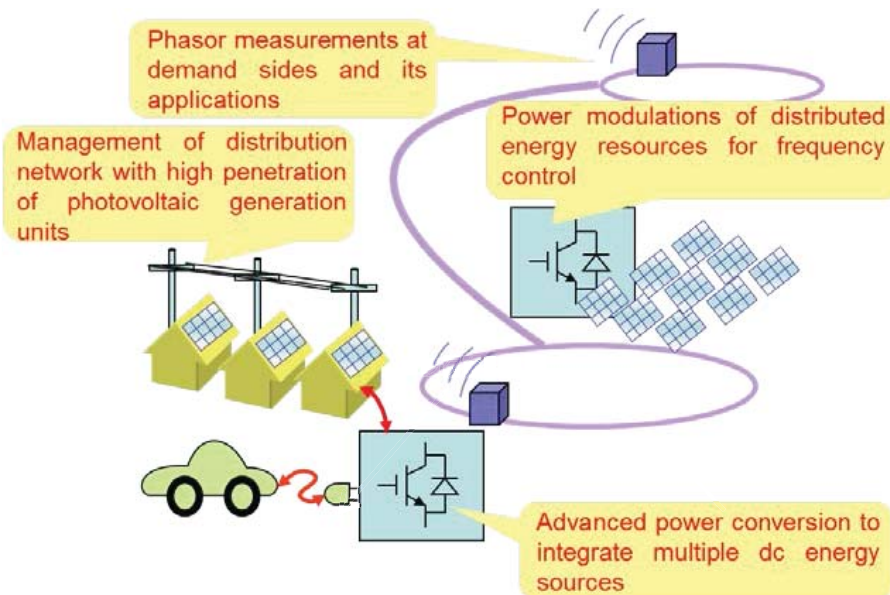 Phasor measurements at
demand sides and its
applications
Management of distribution
network with high penetration
of photovoltaic generation
units
Power modulations of distributed
energy resources for frequency
control
Advanced power conversion to
integrate multiple dc energy
sources